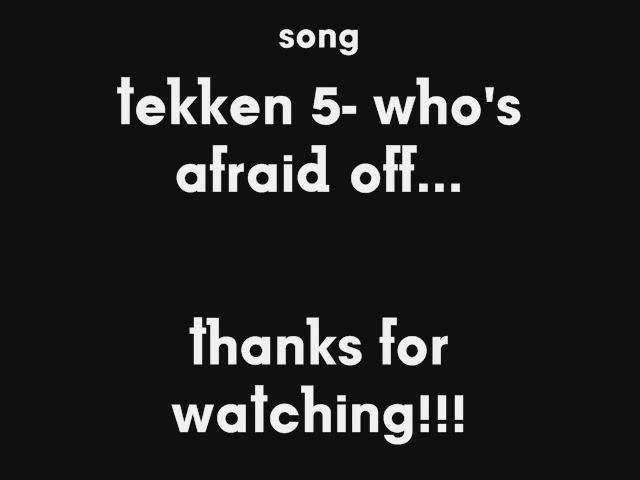 song
tekken 5- who's
afraid off...
thanks for
watching!!!